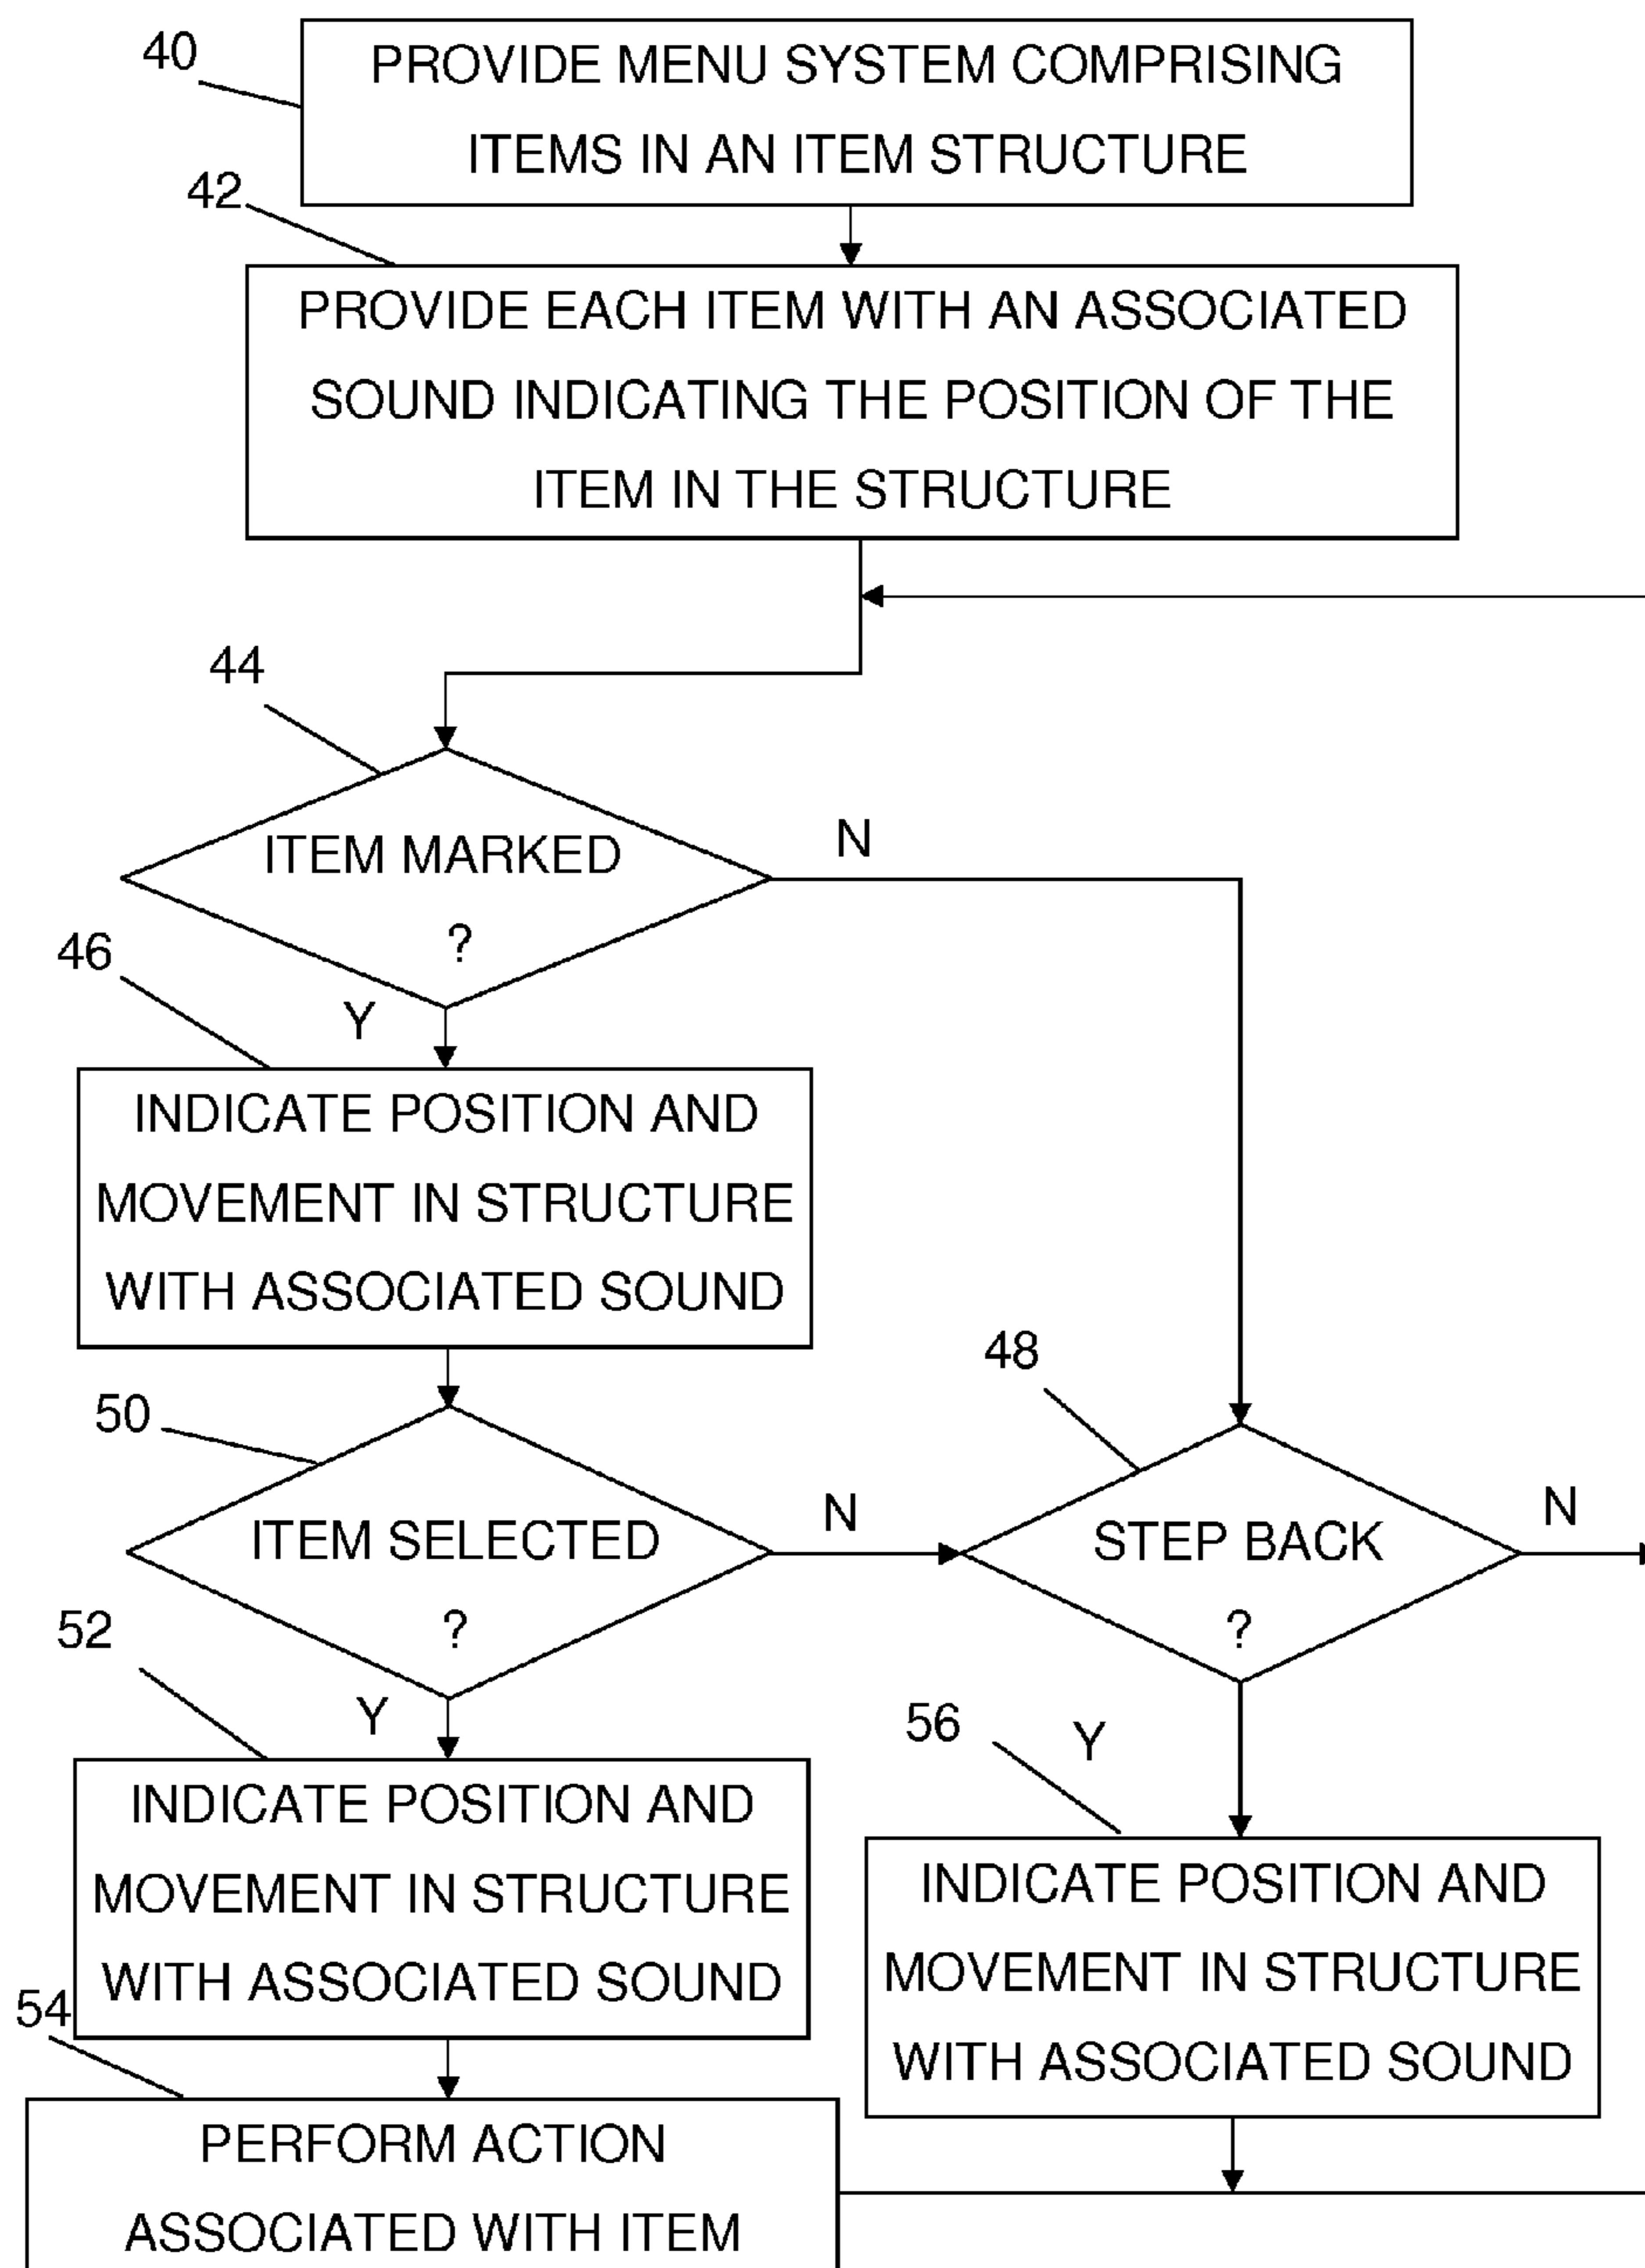 40
PROVIDE MENU SYSTEM COMPRISING
ITEMS IN AN ITEM STRUCTURE
42
PROVIDE EACH ITEM WITH AN ASSOCIATED
SOUND INDICATING THE POSITION OF THE
ITEM IN THE STRUCTURE
44
ITEM MARKED
?
N
Y
46
INDICATE POSITION AND
MOVEMENT IN STRUCTURE
WITH ASSOCIATED SOUND
50
ITEM SELECTED
?
N
Y
48
STEP BACK
?
N
Y
52
INDICATE POSITION AND
MOVEMENT IN STRUCTURE
WITH ASSOCIATED SOUND
56
INDICATE POSITION AND
MOVEMENT IN STRUCTURE
WITH ASSOCIATED SOUND
54
PERFORM ACTION
ASSOCIATED WITH ITEM